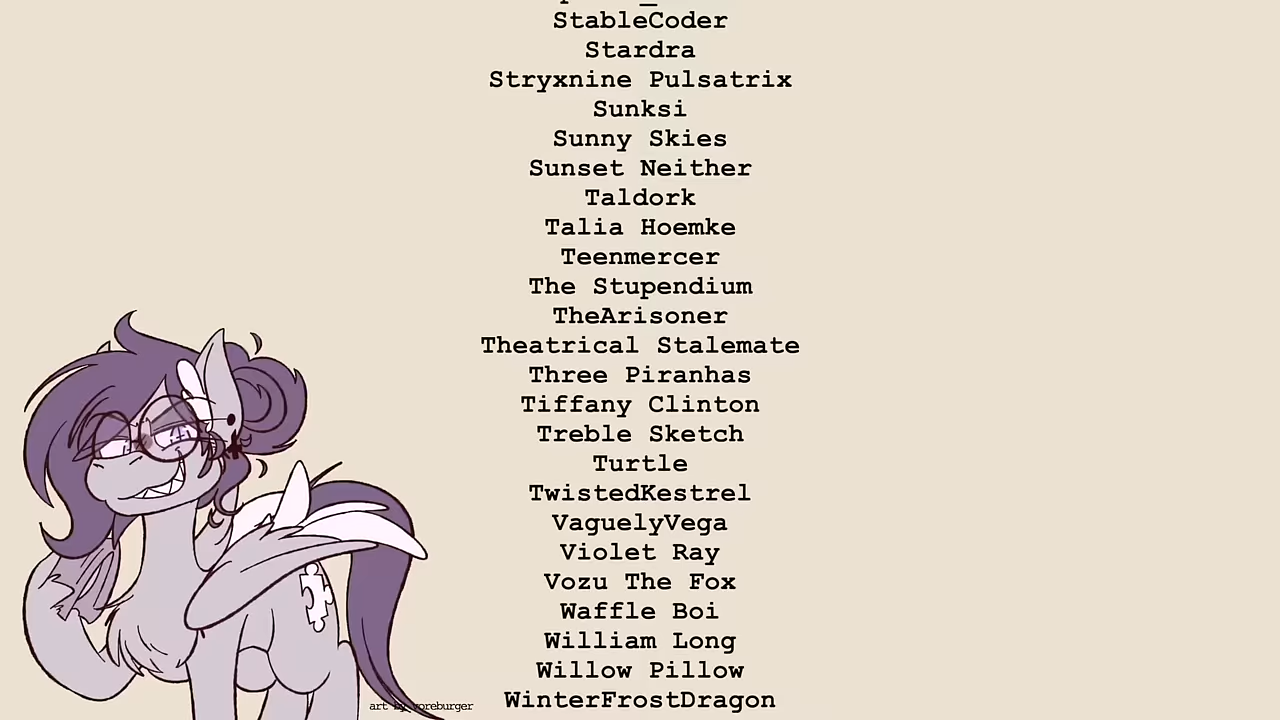 StableCoder
Stardra
Stryxnine Pulsatrix
Sunksi
Sunny Skies
Sunset Neither
Taldork
Talia Hoemke
Teenmercer
The Stupendium
TheArisoner
Theatrical Stalemate
Three Piranhas
Tiffany Clinton
Treble Sketch
Turtle
TwistedKestrel
VaguelyVega
Violet Ray
Vozu The Fox
Waffle Boi
William Long
Willow Pillow
WinterFrostDragon
art by voreburger